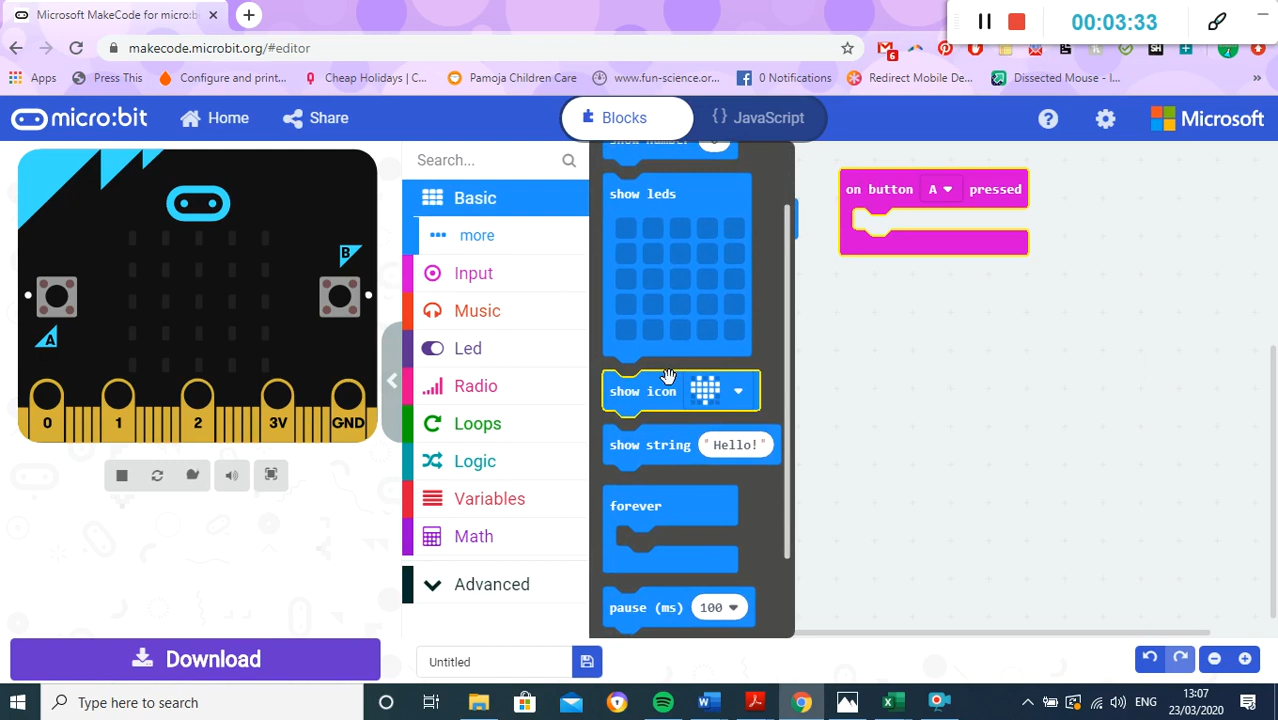 Microsoft MakeCode for micro:b
00:03:33
makecode.microbit.org/#editor
6
SH
Apps
Press This
Configure and print...
Cheap Holidays | C...
Pamoja Children Care
www.fun-science.o...
0 Notifications
Redirect Mobile De...
Dissected Mouse - I...
»
micro:bit
Home
Share
Blocks
{} JavaScript
?
Microsoft
Search...
Basic
more
Input
Music
Led
Radio
Loops
Logic
Variables
Math
Advanced
show number
show leds
show icon
show string "Hello!"
forever
pause (ms) 100
on button A pressed
A
B
0 1 2 3V GND
Download
Untitled
Type here to search
ENG
13:07
23/03/2020